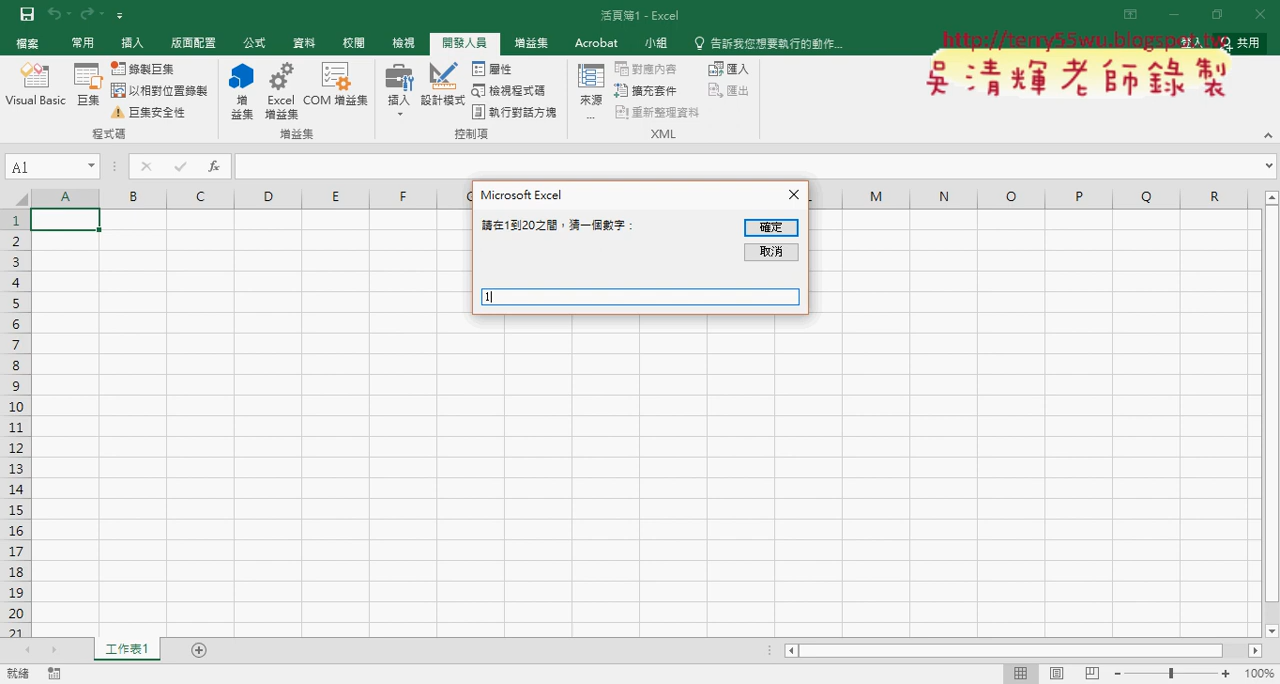 活頁簿1 - Excel
檔案 常用 插入 版面配置 公式 資料 校閱 檢視 開發人員 增益集 Acrobat 小組 告訴我您想要執行的動作... 登入 共用
http://terry55wu.blogspot.tw
吳清輝老師錄製
Visual Basic 巨集 錄製巨集 以相對位置錄製 巨集安全性 程式碼
增益集 Excel 增益集 COM 增益集 增益集
插入 設計模式 屬性 檢視程式碼 執行對話方塊 控制項
來源 ... 對應內容 擴充套件 重新整理資料 匯入 匯出 XML
A1 fx
A B C D E F G M N O P Q R
Microsoft Excel
請在1到20之間，猜一個數字：
確定
取消
1
1
2
3
4
5
6
7
8
9
10
11
12
13
14
15
16
17
18
19
20
21
工作表1
就緒 100%